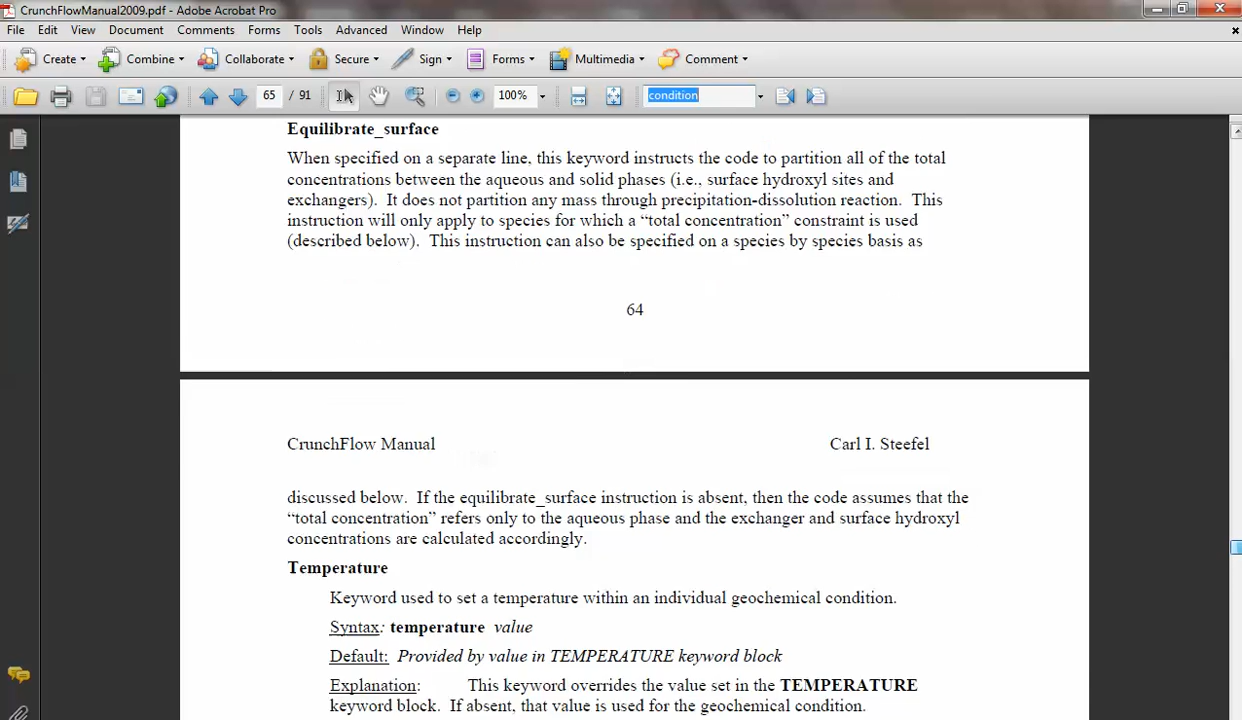 CrunchFlowManual2009.pdf - Adobe Acrobat Pro
File Edit View Document Comments Forms Tools Advanced Window Help
Create Combine Collaborate Secure Sign Forms Multimedia Comment
65 / 91 100% condition
Equilibrate_surface
When specified on a separate line, this keyword instructs the code to partition all of the total
concentrations between the aqueous and solid phases (i.e., surface hydroxyl sites and
exchangers). It does not partition any mass through precipitation-dissolution reaction. This
instruction will only apply to species for which a “total concentration” constraint is used
(described below). This instruction can also be specified on a species by species basis as
64
CrunchFlow Manual Carl I. Steefel
discussed below. If the equilibrate_surface instruction is absent, then the code assumes that the
“total concentration” refers only to the aqueous phase and the exchanger and surface hydroxyl
concentrations are calculated accordingly.
Temperature
Keyword used to set a temperature within an individual geochemical condition.
Syntax: temperature value
Default: Provided by value in TEMPERATURE keyword block
Explanation: This keyword overrides the value set in the TEMPERATURE
keyword block. If absent, that value is used for the geochemical condition.